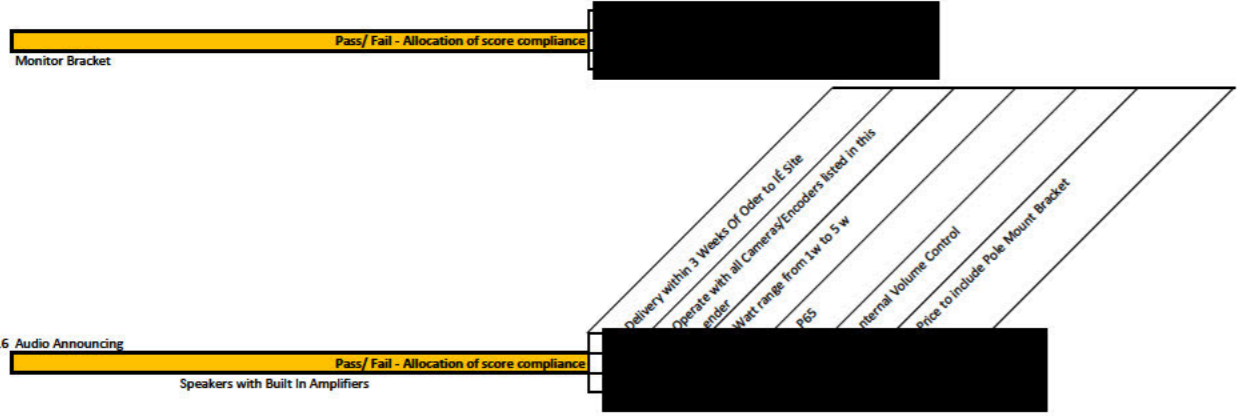 Pass/ Fail - Allocation of score compliance
Monitor Bracket
Delivery within 3 Weeks Of Oder to IÉ Site
Operate with all Cameras/Encoders listed in this
ender
Watt range from 1w to 5 w
P65
nternal Volume Control
Price to include Pole Mount Bracket
.6 Audio Announcing
Pass/ Fail - Allocation of score compliance
Speakers with Built In Amplifiers